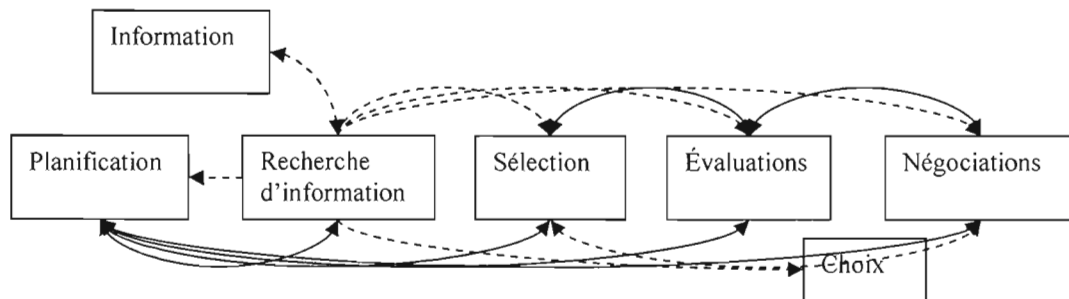 Information
Planification
Recherche
d'information
Sélection
Évaluations
Négociations
Choix